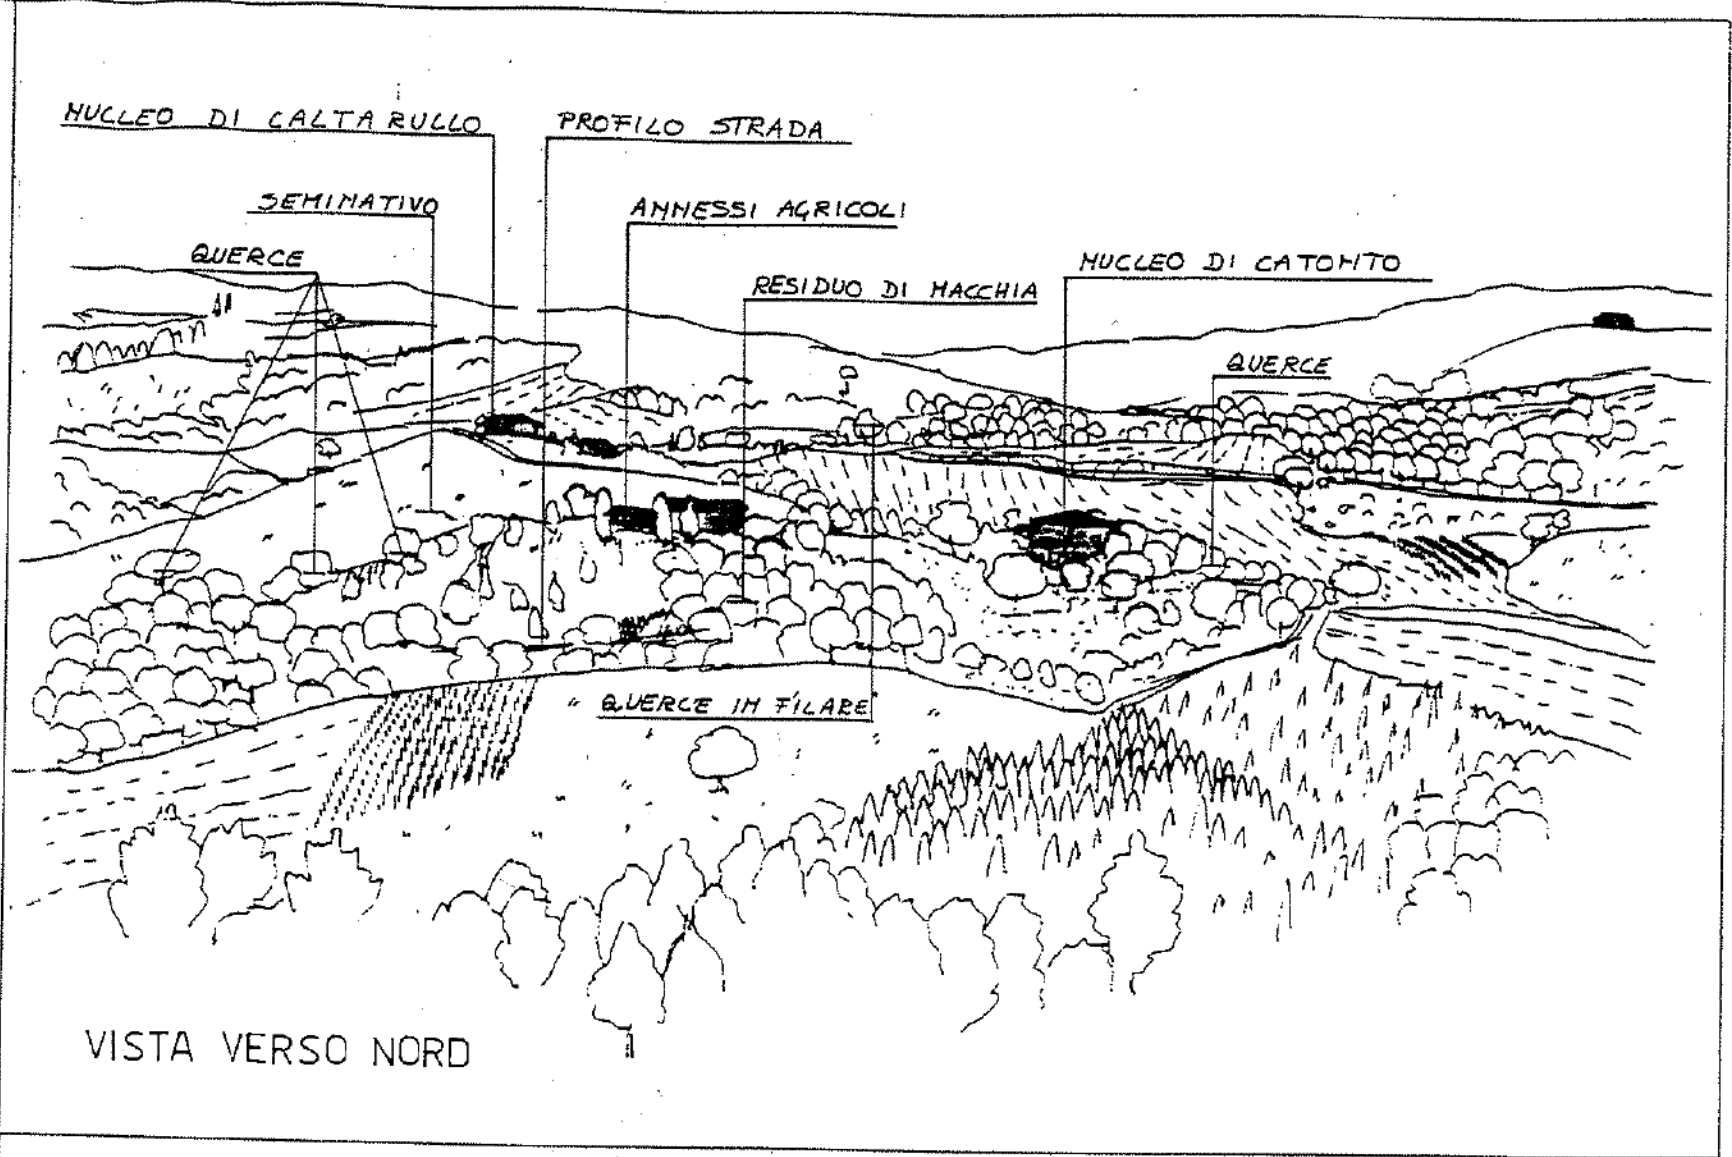 NUCLEO DI CALTARULLO
PROFILO STRADA
SEMINATIVO
ANNESSI AGRICOLI
QUERCE
NUCLEO DI CATONTO
RESIDUO DI MACCHIA
QUERCE
QUERCE IN FILARE
VISTA VERSO NORD